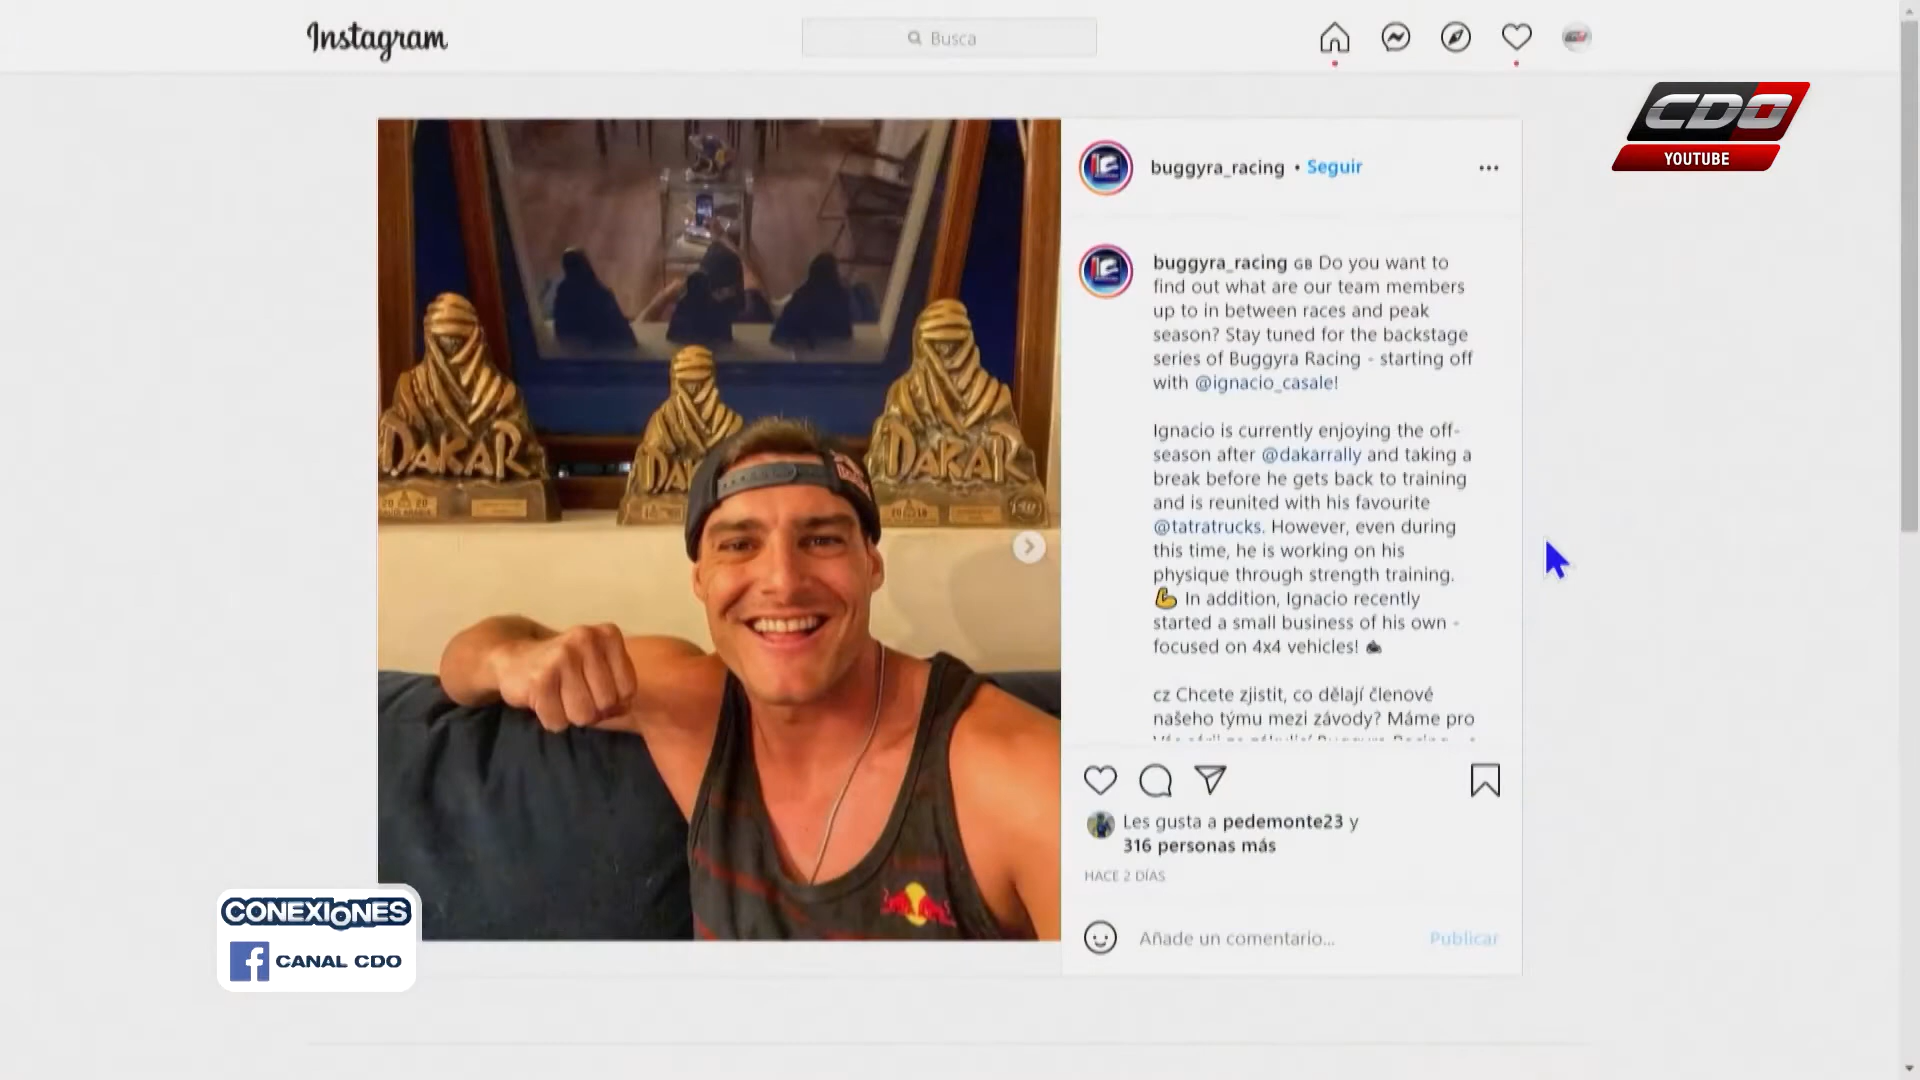 Instagram
Busca
CDO
YOUTUBE
buggyra_racing • Seguir
buggyra_racing GB Do you want to
find out what are our team members
up to in between races and peak
season? Stay tuned for the backstage
series of Buggyra Racing - starting off
with @ignacio_casale!
Ignacio is currently enjoying the off-
season after @dakarrally and taking a
break before he gets back to training
and is reunited with his favourite
@tatratrucks. However, even during
this time, he is working on his
physique through strength training.
💪 In addition, Ignacio recently
started a small business of his own -
focused on 4x4 vehicles!
cz Chcete zjistit, co dělají členové
našeho týmu mezi závody? Máme pro
DAKAR
DAKAR
2020
Les gusta a pedemonte23 y
316 personas más
HACE 2 DÍAS
Añade un comentario...
Publicar
CONEXIONES
CANAL CDO